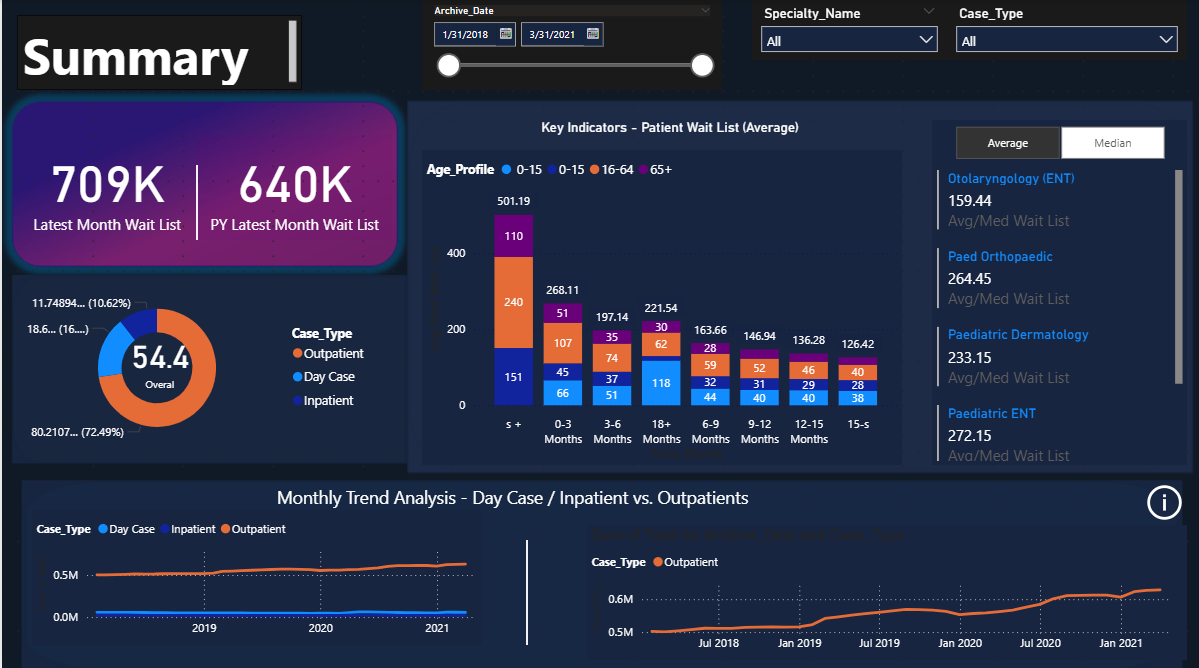 Archive_Date
1/31/2018 3/31/2021
Specialty_Name Case_Type
All All
Summary
709K 640K
Latest Month Wait List PY Latest Month Wait List
11.74894... (10.62%)
18.6... (16....)
54.4
Overal
80.2107... (72.49%)
Case_Type
Outpatient
Day Case
Inpatient
Key Indicators - Patient Wait List (Average)
Age_Profile 0-15 0-15 16-64 65+
400
200
0
501.19
110
240
151
268.11
51
107
45
66
197.14
35
74
37
51
221.54
30
62
118
163.66
28
59
32
44
146.94
52
31
40
136.28
46
29
40
126.42
40
28
38
s + 0-3 3-6 18+ 6-9 9-12 12-15 15-s
Months Months Months Months Months Months
Average Median
Otolaryngology (ENT)
159.44
Avg/Med Wait List
Paed Orthopaedic
264.45
Avg/Med Wait List
Paediatric Dermatology
233.15
Avg/Med Wait List
Paediatric ENT
272.15
Avg/Med Wait List
Monthly Trend Analysis - Day Case / Inpatient vs. Outpatients
Case_Type Day Case Inpatient Outpatient
0.5M
0.0M
2019 2020 2021
Case_Type Outpatient
0.6M
0.5M
Jul 2018 Jan 2019 Jul 2019 Jan 2020 Jul 2020 Jan 2021